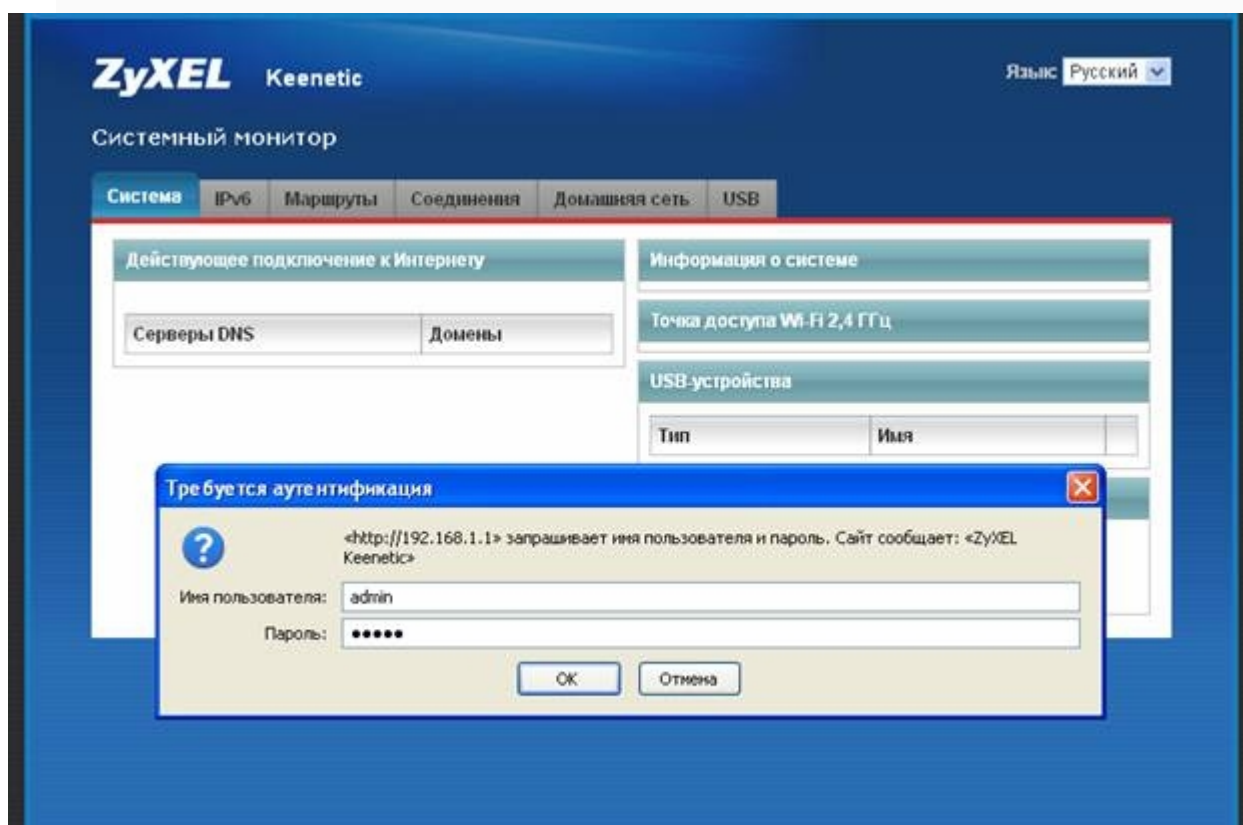 ZyXEL Keenetic
Язык Русский
Системный монитор
Система IPv6 Маршруты Соединения Домашняя сеть USB
Действующее подключение к Интернету
Серверы DNS Домены
Информация о системе
Точка доступа Wi-Fi 2,4 ГГц
USB-устройства
Тип Имя
Требуется аутентификация
«http://192.168.1.1» запрашивает имя пользователя и пароль. Сайт сообщает: «ZyXEL
Keenetic»
Имя пользователя: admin
Пароль: •••••
OK Отмена